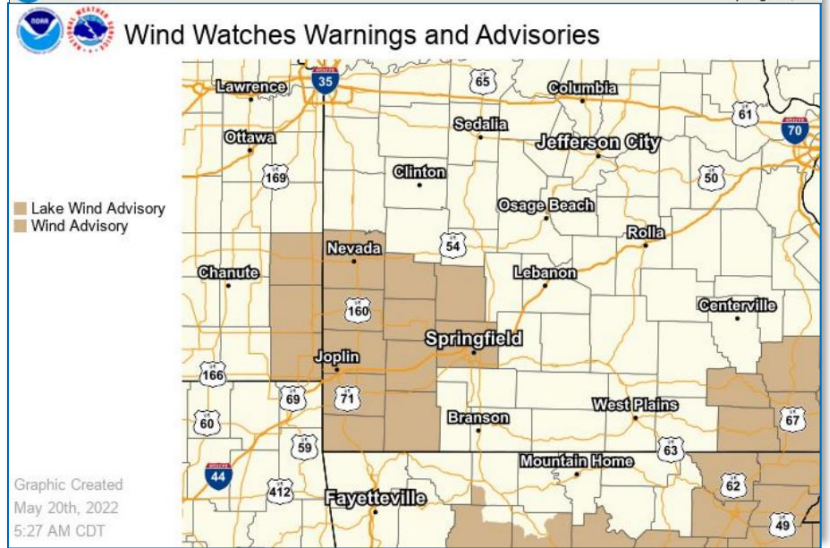 NOAA
Wind Watches Warnings and Advisories
Lake Wind Advisory
Wind Advisory
Graphic Created
May 20th, 2022
5:27 AM CDT
Lawrence
35
65
Columbia
61
70
Ottawa
Sedalia
Jefferson City
169
Clinton
50
Osage Beach
Nevada
54
Rolla
Chanute
Lebanon
160
Centerville
Springfield
Joplin
166
69
71
Branson
West Plains
60
67
59
63
44
Mountain Home
412
Fayetteville
62
49